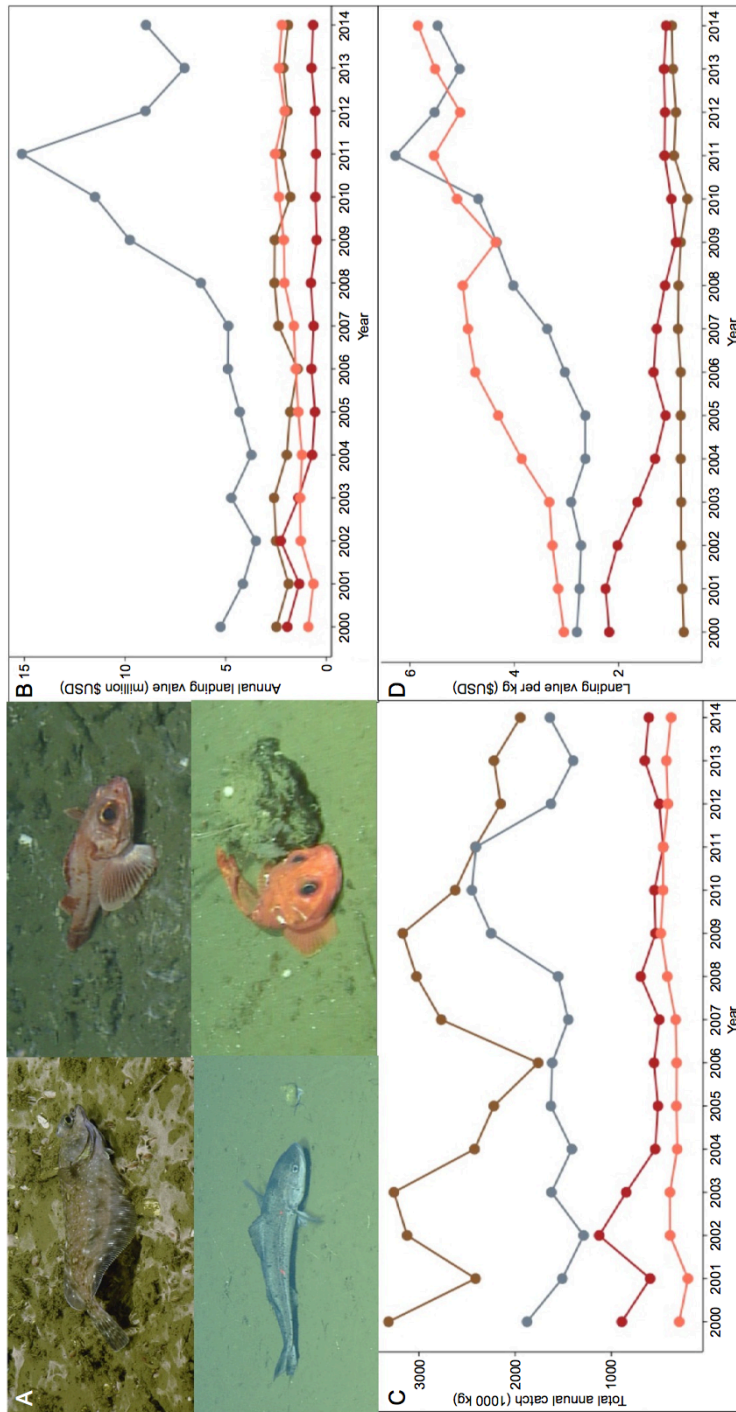 A
B
Annual landing value (million $USD)
15
10
5
0
2000 2001 2002 2003 2004 2005 2006 2007 2008 2009 2010 2011 2012 2013 2014
Year
C
Total annual catch (1000 kg)
3000
2000
1000
2000 2001 2002 2003 2004 2005 2006 2007 2008 2009 2010 2011 2012 2013 2014
Year
D
Landing value per kg ($USD)
6
4
2
2000 2001 2002 2003 2004 2005 2006 2007 2008 2009 2010 2011 2012 2013 2014
Year